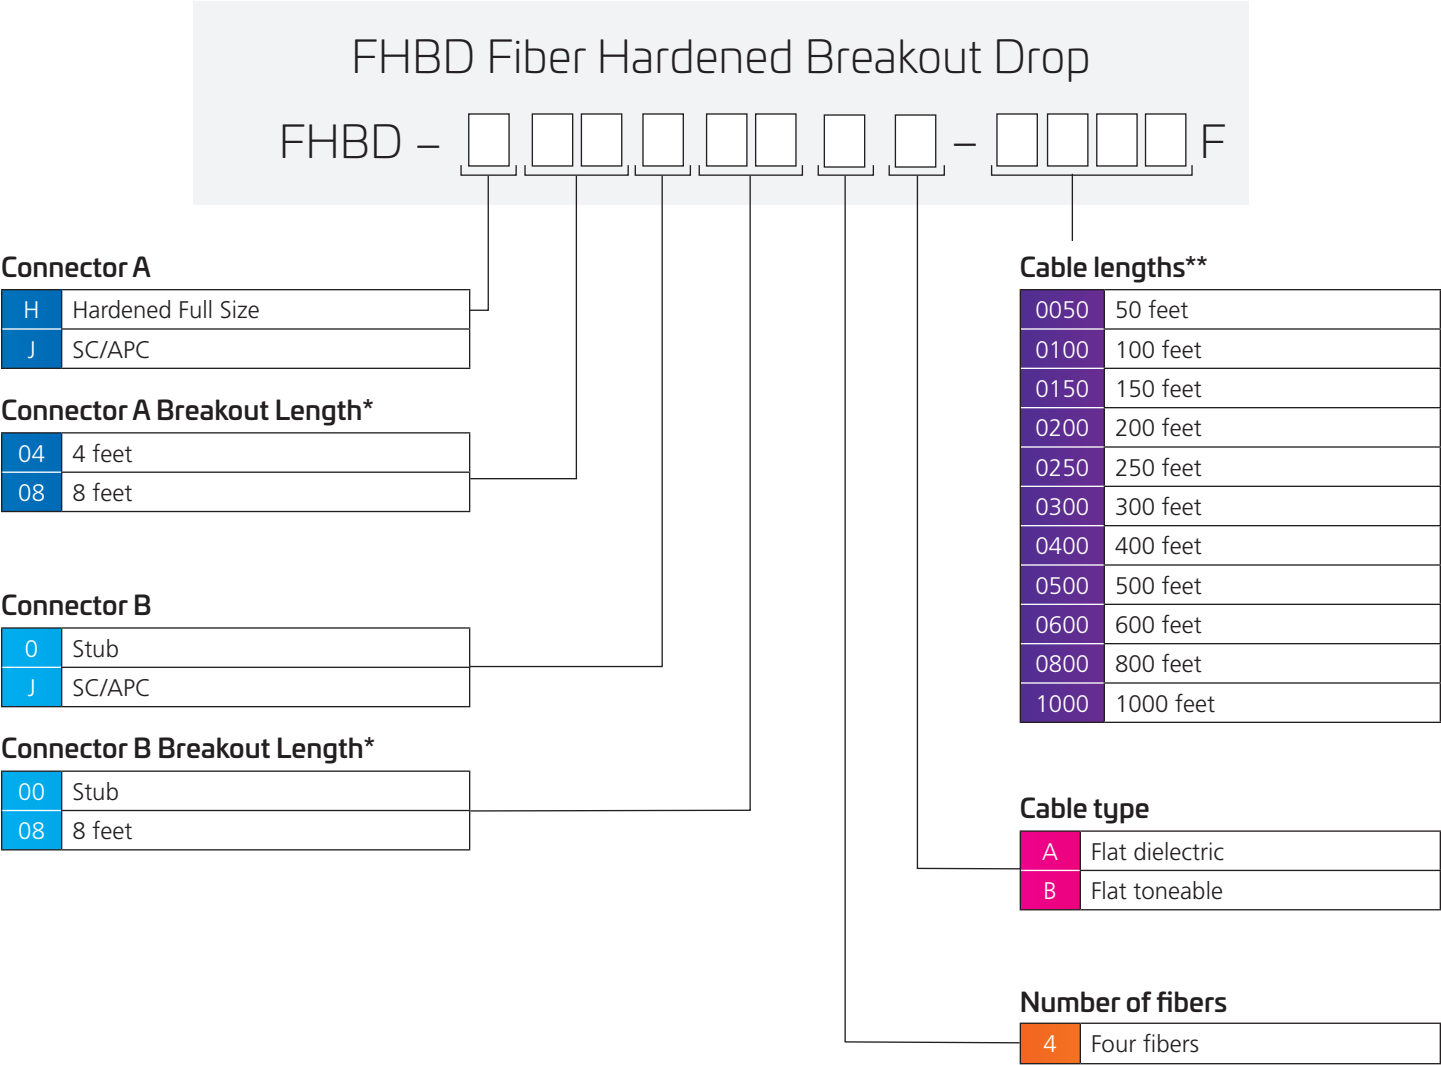 FHBD Fiber Hardened Breakout Drop
FHBD – – F
Connector A
H Hardened Full Size
J SC/APC
Connector A Breakout Length*
04 4 feet
08 8 feet
Connector B
0 Stub
J SC/APC
Connector B Breakout Length*
00 Stub
08 8 feet
Cable lengths**
0050 50 feet
0100 100 feet
0150 150 feet
0200 200 feet
0250 250 feet
0300 300 feet
0400 400 feet
0500 500 feet
0600 600 feet
0800 800 feet
1000 1000 feet
Cable type
A Flat dielectric
B Flat toneable
Number of fibers
4 Four fibers